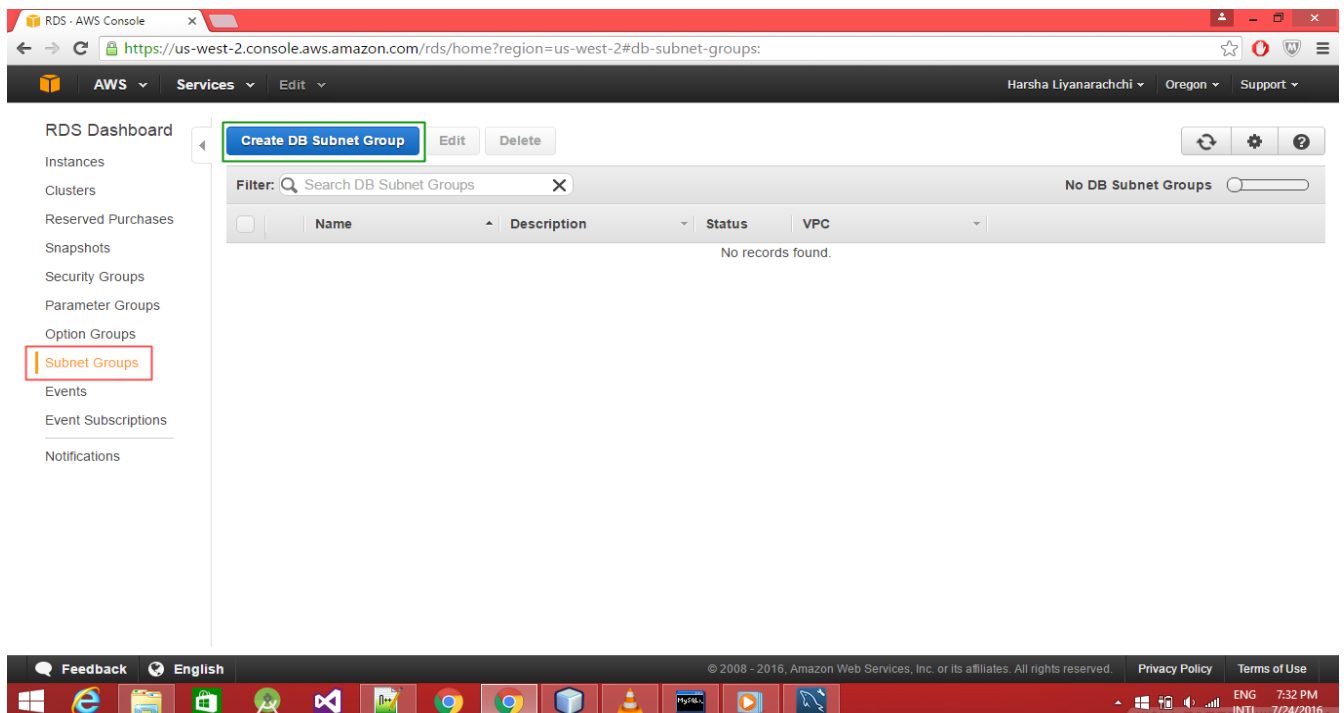 RDS · AWS Console
https://us-west-2.console.aws.amazon.com/rds/home?region=us-west-2#db-subnet-groups:
AWS Services Edit Harsha Liyanarachchi Oregon Support
RDS Dashboard
Instances
Clusters
Reserved Purchases
Snapshots
Security Groups
Parameter Groups
Option Groups
Subnet Groups
Events
Event Subscriptions
Notifications
Create DB Subnet Group Edit Delete
Filter: Search DB Subnet Groups No DB Subnet Groups
Name Description Status VPC
No records found.
Feedback English © 2008 - 2016, Amazon Web Services, Inc. or its affiliates. All rights reserved. Privacy Policy Terms of Use
ENG 7:32 PM
INTL 7/24/2016